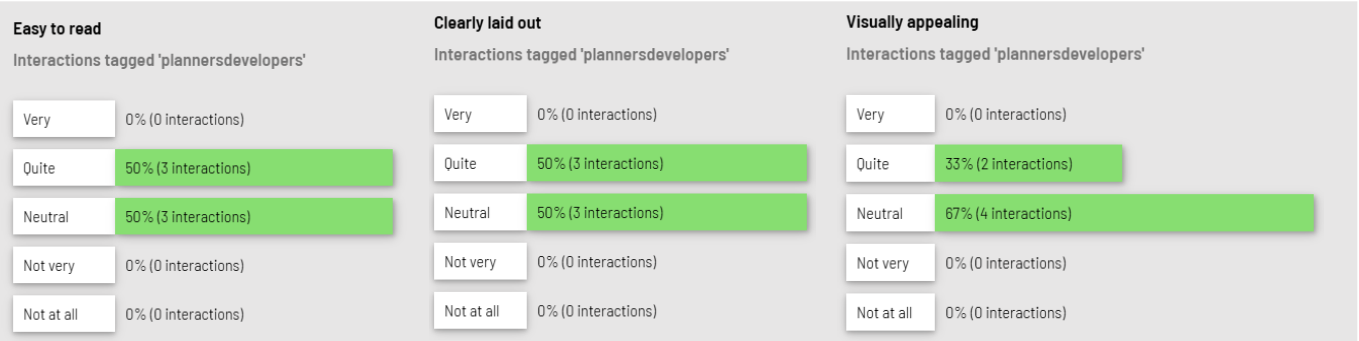 Easy to read
Interactions tagged 'plannersdevelopers'
Very 0% (0 interactions)
Quite 50% (3 interactions)
Neutral 50% (3 interactions)
Not very 0% (0 interactions)
Not at all 0% (0 interactions)
Clearly laid out
Interactions tagged 'plannersdevelopers'
Very 0% (0 interactions)
Quite 50% (3 interactions)
Neutral 50% (3 interactions)
Not very 0% (0 interactions)
Not at all 0% (0 interactions)
Visually appealing
Interactions tagged 'plannersdevelopers'
Very 0% (0 interactions)
Quite 33% (2 interactions)
Neutral 67% (4 interactions)
Not very 0% (0 interactions)
Not at all 0% (0 interactions)